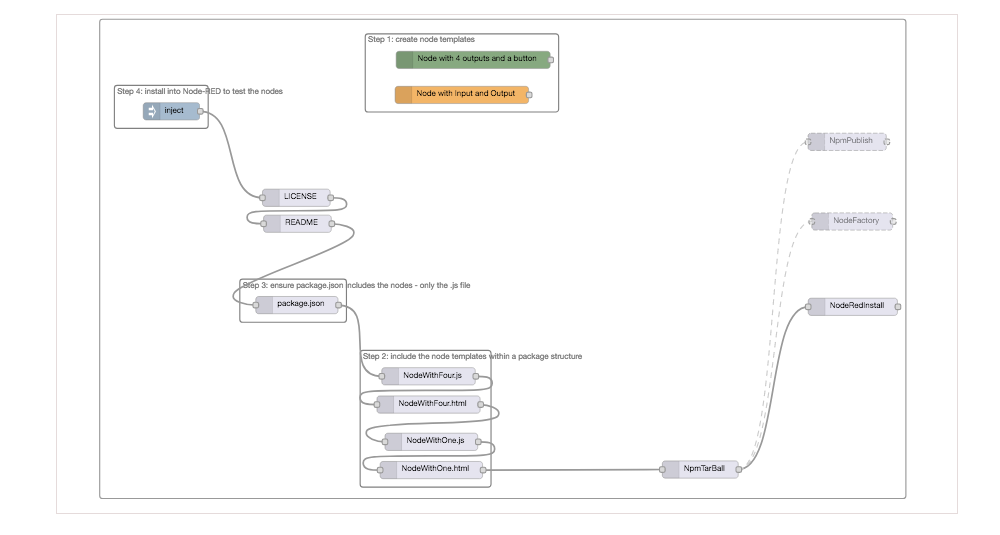 Step 1: create node templates
Node with 4 outputs and a button
Node with Input and Output
Step 4: install into Node-RED to test the nodes
inject
NpmPublish
LICENSE
README
NodeFactory
Step 3: ensure package.json includes the nodes - only the .js file
package.json
NodeRedInstall
Step 2: include the node templates within a package structure
NodeWithFour.js
NodeWithFour.html
NodeWithOne.js
NodeWithOne.html
NpmTarBall